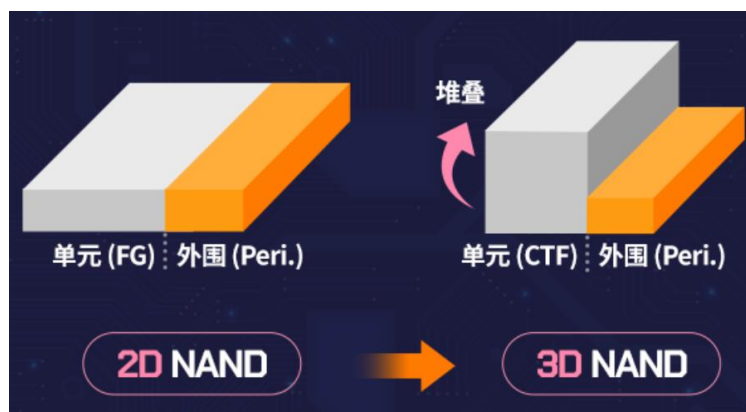 堆叠
单元 (FG) 外围 (Peri.)
单元 (CTF) 外围 (Peri.)
2D NAND
3D NAND